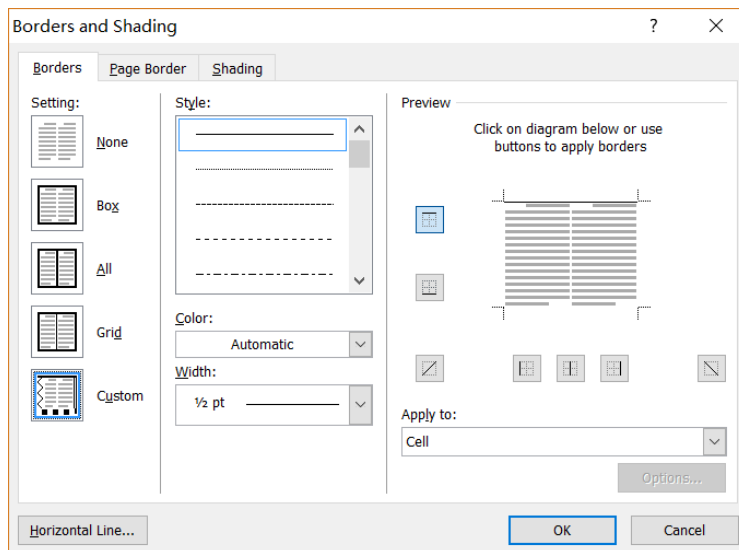 Borders and Shading
?
Borders
Page Border
Shading
Setting:
None
Box
All
Grid
Custom
Style:
Color:
Automatic
Width:
½ pt
Preview
Click on diagram below or use
buttons to apply borders
Apply to:
Cell
Options...
Horizontal Line...
OK
Cancel